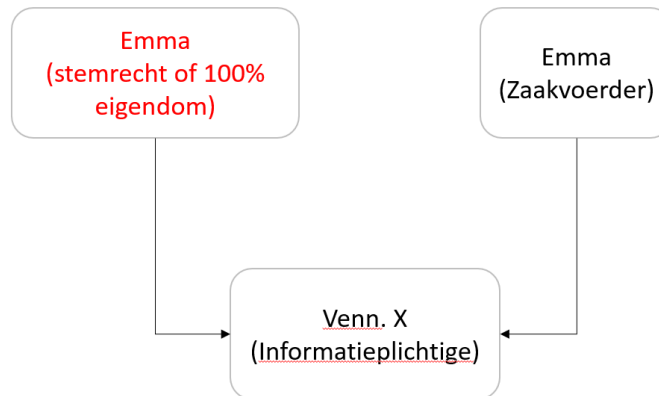 Emma
(stemrecht of 100%
eigendom)
Emma
(Zaakvoerder)
Venn. X
(Informatieplichtige)